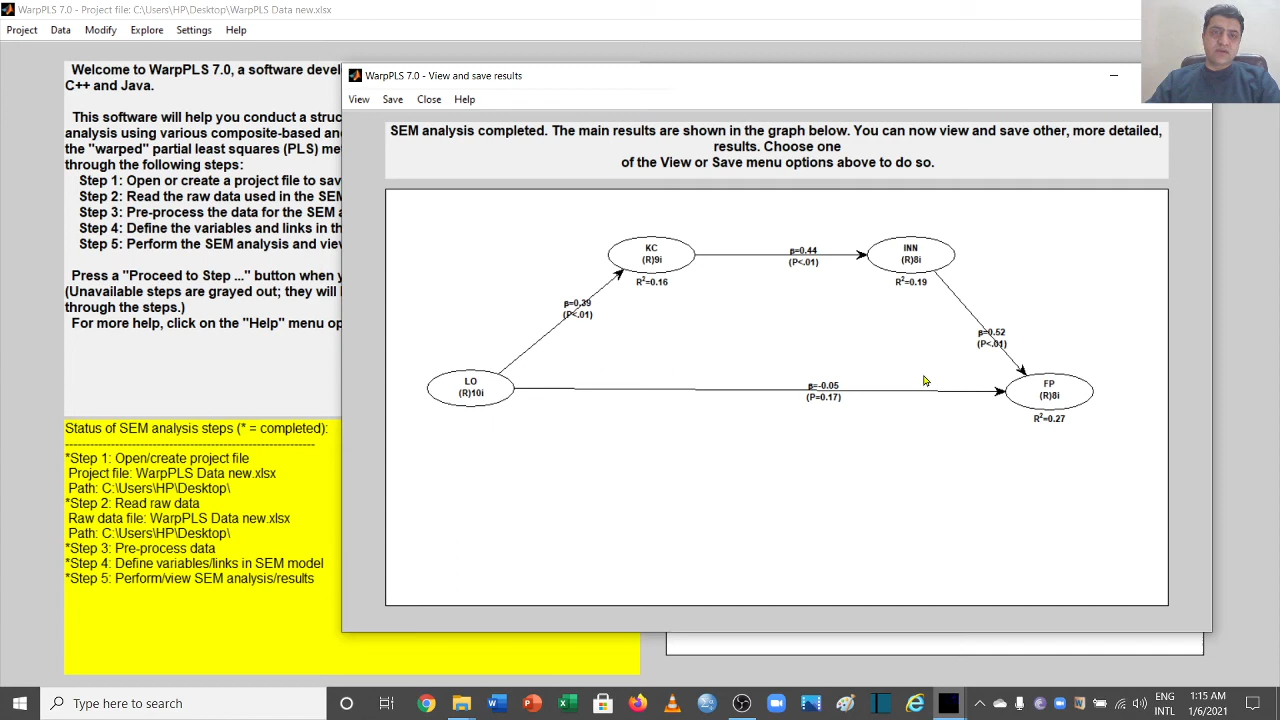 WarpPLS 7.0 - Project file: C:\Users\HP\Desktop\WarpPLS Data new.xlsx
Project Data Modify Explore Settings Help
Welcome to WarpPLS 7.0, a software devel
C++ and Java.
This software will help you conduct a struc
analysis using various composite-based and
the "warped" partial least squares (PLS) me
through the following steps:
Step 1: Open or create a project file to sav
Step 2: Read the raw data used in the SEM
Step 3: Pre-process the data for the SEM a
Step 4: Define the variables and links in th
Step 5: Perform the SEM analysis and view
Press a "Proceed to Step ..." button when y
(Unavailable steps are grayed out; they will
through the steps.)
For more help, click on the "Help" menu op
Status of SEM analysis steps (* = completed):
------------------------------------------------------------
*Step 1: Open/create project file
Project file: WarpPLS Data new.xlsx
Path: C:\Users\HP\Desktop\
*Step 2: Read raw data
Raw data file: WarpPLS Data new.xlsx
Path: C:\Users\HP\Desktop\
*Step 3: Pre-process data
*Step 4: Define variables/links in SEM model
*Step 5: Perform/view SEM analysis/results
WarpPLS 7.0 - View and save results
View Save Close Help
SEM analysis completed. The main results are shown in the graph below. You can now view and save other, more detailed,
results. Choose one
of the View or Save menu options above to do so.
KC
(R)9i
R²=0.16
β=0.44
(P<.01)
INN
(R)8i
R²=0.19
β=0.39
(P<.01)
β=0.52
(P<.01)
LO
(R)10i
β=-0.05
(P=0.17)
FP
(R)8i
R²=0.27
Type here to search
ENG
INTL
1:15 AM
1/6/2021